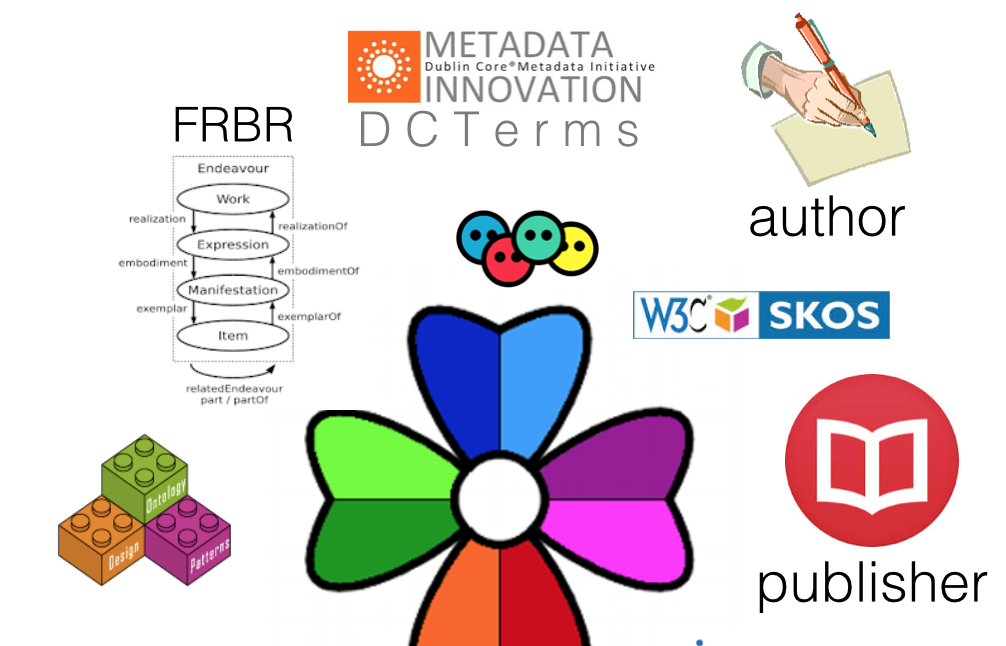 METADATA
Dublin Core®Metadata Initiative
INNOVATION
DCTerms
FRBR
Endeavour
Work
realization
realizationOf
Expression
embodiment
embodimentOf
Manifestation
exemplar
exemplarOf
Item
relatedEndeavour
part / partOf
author
W3C® SKOS
Ontology
Design
Patterns
publisher